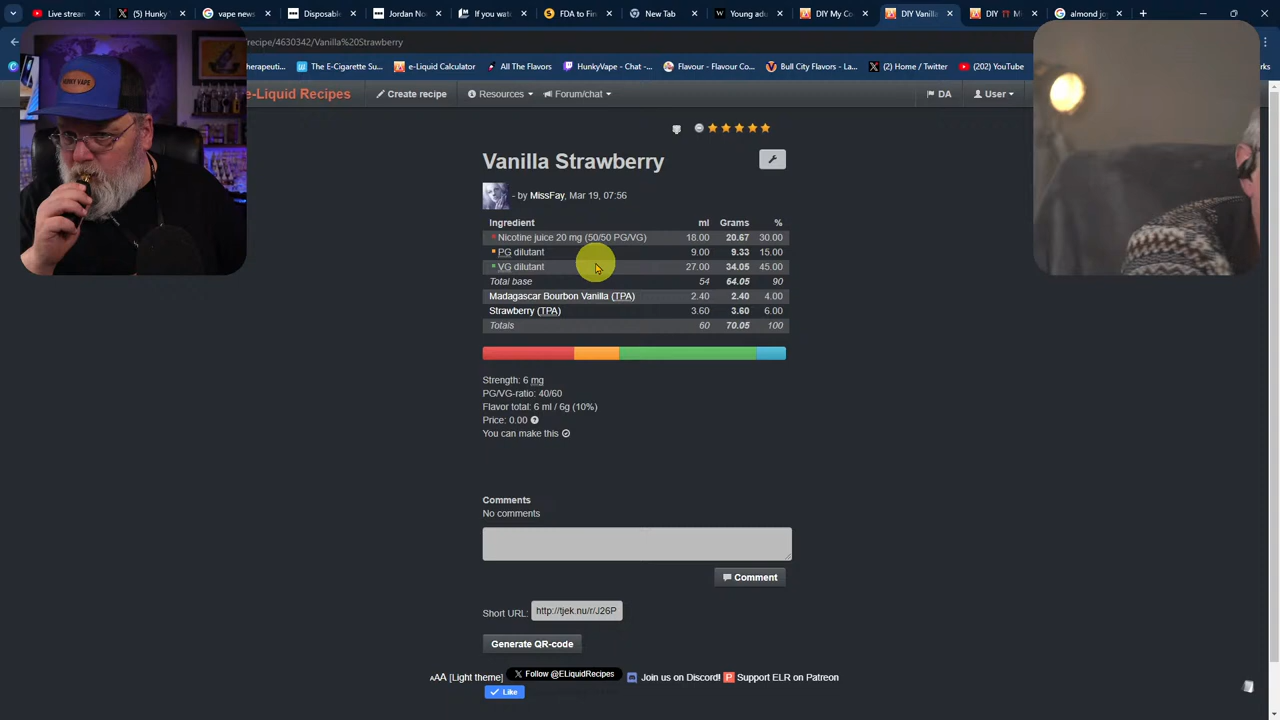 Live stream
(5) Hunky
vape news
Disposable
Jordan No
If you wate
FDA to Fin
New Tab
Young adu
DIY My Co
DIY Vanilla
DIY IT M
almond joy
recipe/4630342/Vanilla%20Strawberry
herapeuti...
The E-Cigarette Su...
e-Liquid Calculator
All The Flavors
HunkyVape - Chat -...
Flavour – Flavour Co...
Bull City Flavors – La...
(2) Home / Twitter
(202) YouTube
HUNKY VAPE
e-Liquid Recipes
Create recipe
Resources
Forum/chat
DA
User
Vanilla Strawberry
- by MissFay, Mar 19, 07:56
Ingredient ml Grams %
Nicotine juice 20 mg (50/50 PG/VG) 18.00 20.67 30.00
PG dilutant 9.00 9.33 15.00
VG dilutant 27.00 34.05 45.00
Total base 54 64.05 90
Madagascar Bourbon Vanilla (TPA) 2.40 2.40 4.00
Strawberry (TPA) 3.60 3.60 6.00
Totals 60 70.05 100
Strength: 6 mg
PG/VG-ratio: 40/60
Flavor total: 6 ml / 6g (10%)
Price: 0.00
You can make this
Comments
No comments
Comment
Short URL: http://tjek.nu/r/J26P
Generate QR-code
AAA [Light theme] Follow @ELiquidRecipes Join us on Discord! Support ELR on Patreon
Like